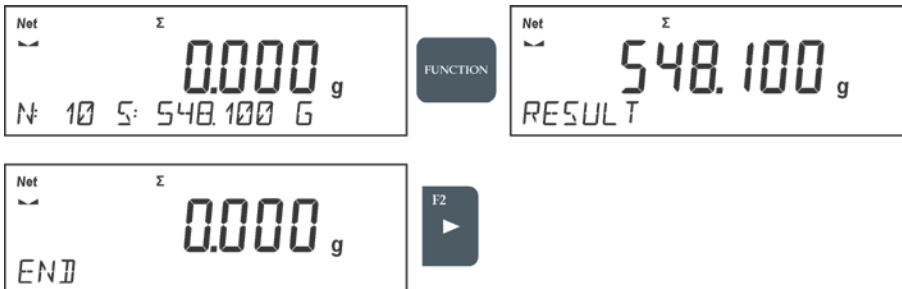 Net Σ
0.000 g
N: 10 S: 548.100 G
FUNCTION
Net Σ
548.100 g
RESULT
Net Σ
0.000 g
END
F2